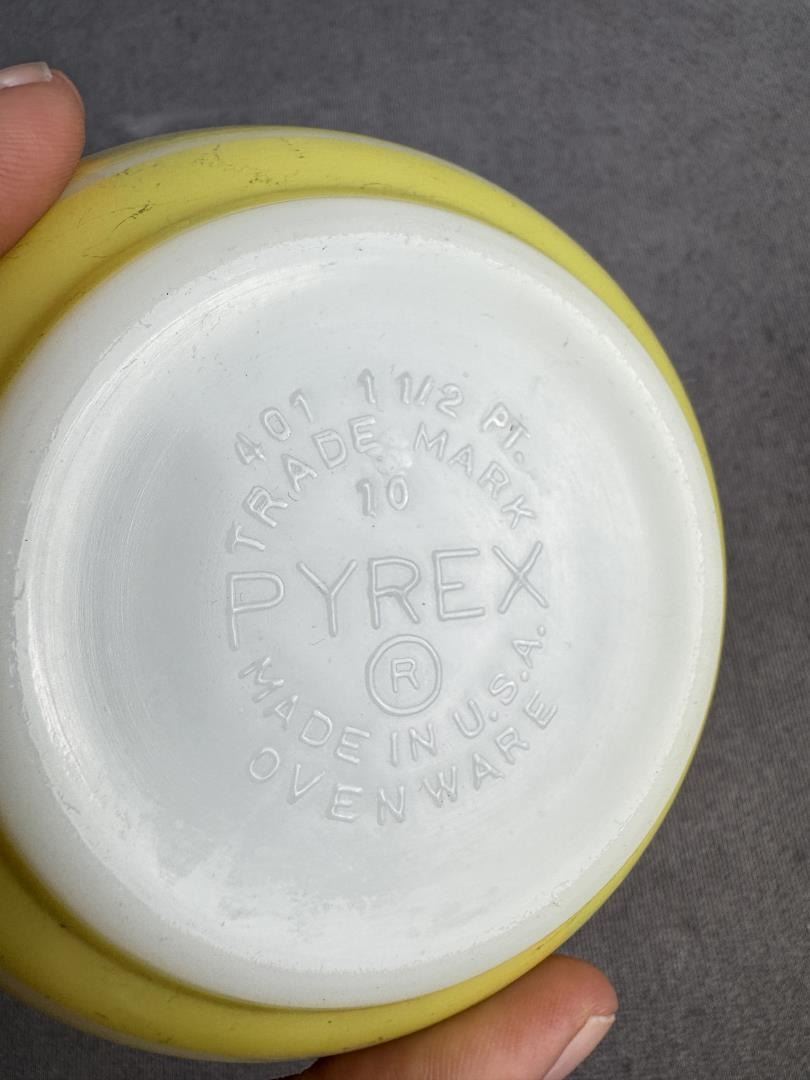 401 1 1/2 PT.
TRADE MARK
10
PYREX
®
MADE IN U.S.A.
OVENWARE